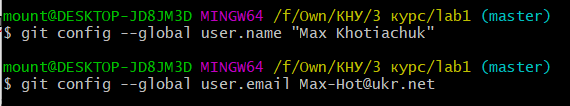 mount@DESKTOP-JD8JM3D MINGW64 /f/Own/КНУ/3 курс/lab1 (master)
$ git config --global user.name "Max Khotiachuk"
mount@DESKTOP-JD8JM3D MINGW64 /f/Own/КНУ/3 курс/lab1 (master)
$ git config --global user.email Max-Hot@ukr.net